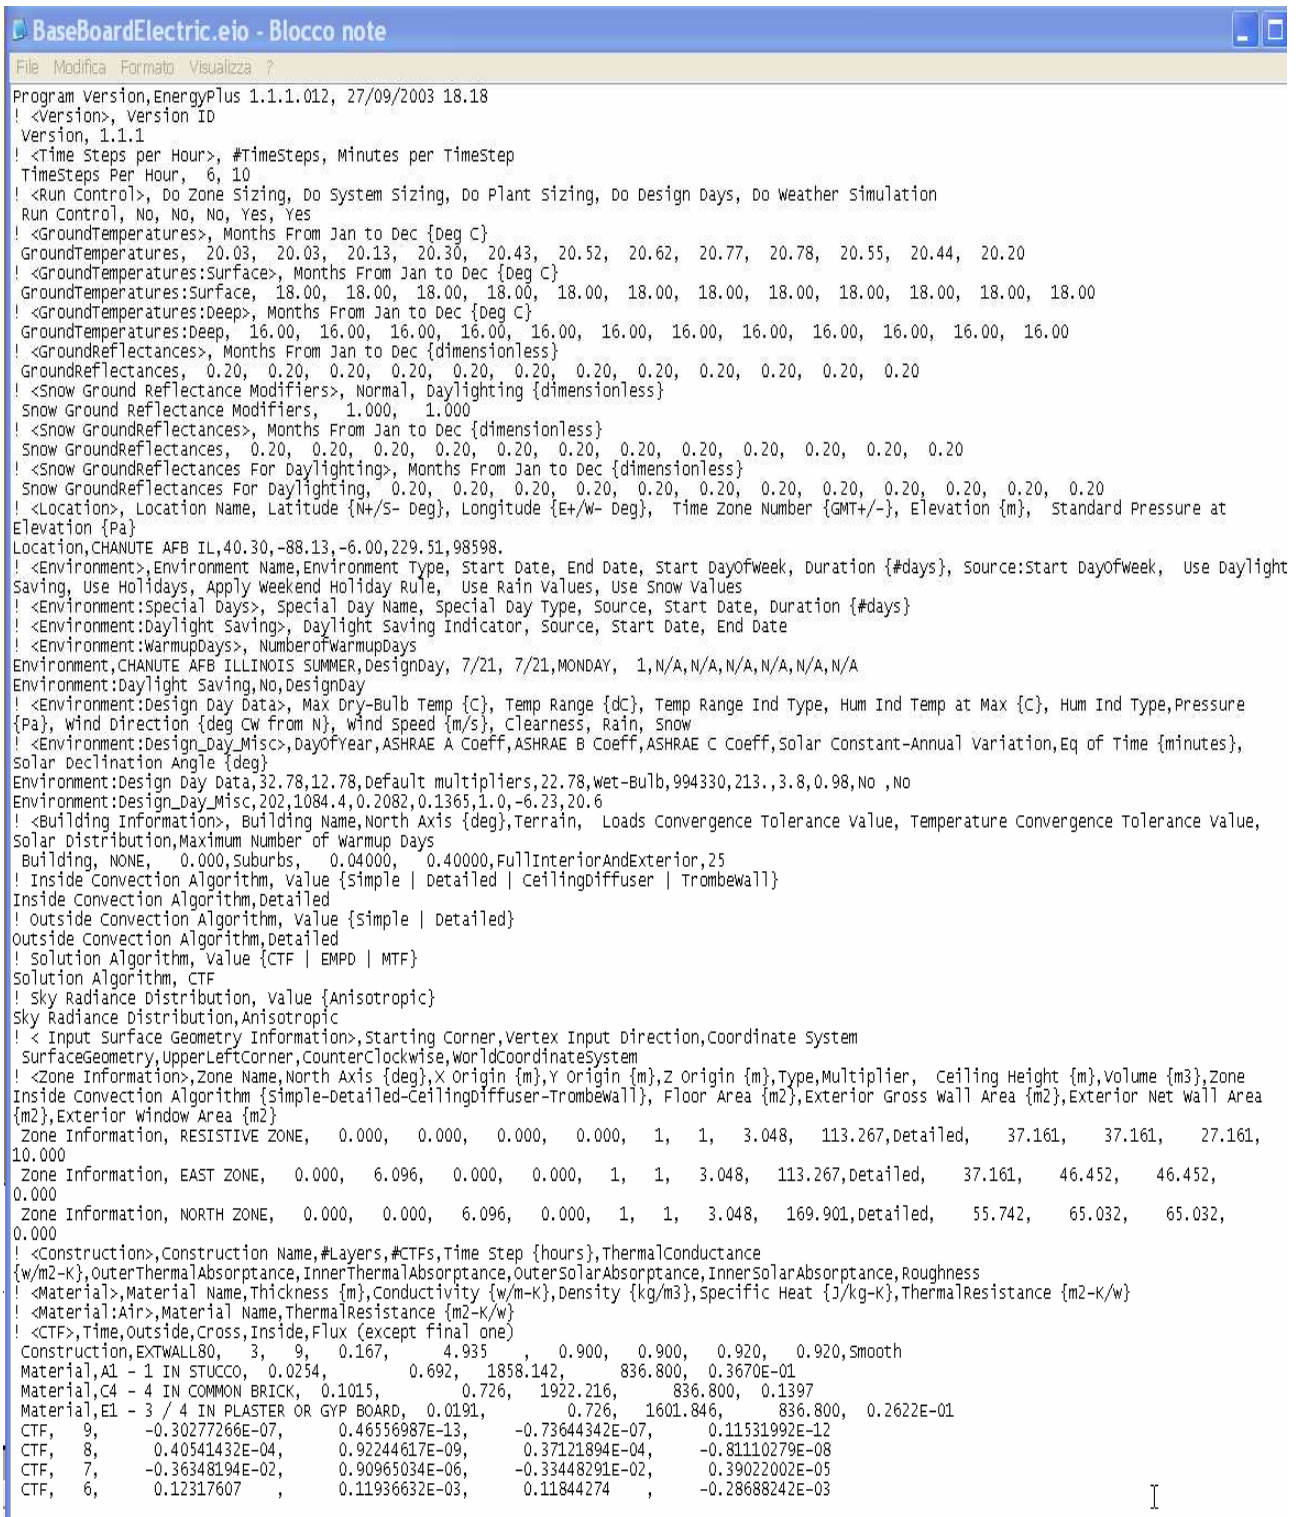 BaseBoardElectric.eio - Blocco note
File Modifica Formato Visualizza ?
Program Version,EnergyPlus 1.1.1.012, 27/09/2003 18.18
! <Version>, Version ID
Version, 1.1.1
! <Time Steps per Hour>, #TimeSteps, Minutes per TimeStep
TimeSteps Per Hour, 6, 10
! <Run Control>, Do Zone Sizing, Do System Sizing, Do Plant Sizing, Do Design Days, Do Weather Simulation
Run Control, No, No, No, Yes, Yes
! <GroundTemperatures>, Months From Jan to Dec {Deg C}
GroundTemperatures, 20.03, 20.03, 20.13, 20.30, 20.43, 20.52, 20.62, 20.77, 20.78, 20.55, 20.44, 20.20
! <GroundTemperatures:Surface>, Months From Jan to Dec {Deg C}
GroundTemperatures:Surface, 18.00, 18.00, 18.00, 18.00, 18.00, 18.00, 18.00, 18.00, 18.00, 18.00, 18.00, 18.00
! <GroundTemperatures:Deep>, Months From Jan to Dec {Deg C}
GroundTemperatures:Deep, 16.00, 16.00, 16.00, 16.00, 16.00, 16.00, 16.00, 16.00, 16.00, 16.00, 16.00, 16.00
! <GroundReflectances>, Months From Jan to Dec {dimensionless}
GroundReflectances, 0.20, 0.20, 0.20, 0.20, 0.20, 0.20, 0.20, 0.20, 0.20, 0.20, 0.20, 0.20
! <Snow Ground Reflectance Modifiers>, Normal, Daylighting {dimensionless}
Snow Ground Reflectance Modifiers, 1.000, 1.000
! <Snow GroundReflectances>, Months From Jan to Dec {dimensionless}
Snow GroundReflectances, 0.20, 0.20, 0.20, 0.20, 0.20, 0.20, 0.20, 0.20, 0.20, 0.20, 0.20, 0.20
! <Snow GroundReflectances For Daylighting>, Months From Jan to Dec {dimensionless}
Snow GroundReflectances For Daylighting, 0.20, 0.20, 0.20, 0.20, 0.20, 0.20, 0.20, 0.20, 0.20, 0.20, 0.20, 0.20
! <Location>, Location Name, Latitude {N+/S- Deg}, Longitude {E+/W- Deg}, Time Zone Number {GMT+/-}, Elevation {m}, Standard Pressure at
Elevation {Pa}
Location,CHANUTE AFB IL,40.30,-88.13,-6.00,229.51,98598.
! <Environment>,Environment Name,Environment Type, Start Date, End Date, Start DayOfWeek, Duration {#days}, Source:Start DayOfWeek, Use Daylight
Saving, Use Holidays, Apply Weekend Holiday Rule, Use Rain Values, Use Snow Values
! <Environment:Special Days>, Special Day Name, Special Day Type, Source, Start Date, Duration {#days}
! <Environment:Daylight Saving>, Daylight Saving Indicator, Source, Start Date, End Date
! <Environment:WarmupDays>, NumberofWarmupDays
Environment,CHANUTE AFB ILLINOIS SUMMER,DesignDay, 7/21, 7/21,MONDAY, 1,N/A,N/A,N/A,N/A,N/A,N/A
Environment:Daylight Saving,No,DesignDay
! <Environment:Design Day Data>, Max Dry-Bulb Temp {C}, Temp Range {dC}, Temp Range Ind Type, Hum Ind Temp at Max {C}, Hum Ind Type,Pressure
{Pa}, Wind Direction {deg CW from N}, Wind Speed {m/s}, Clearness, Rain, Snow
! <Environment:Design_Day_Misc>,DayOfYear,ASHRAE A Coeff,ASHRAE B Coeff,ASHRAE C Coeff,Solar Constant-Annual Variation,Eq of Time {minutes},
Solar Declination Angle {deg}
Environment:Design Day Data,32.78,12.78,Default multipliers,22.78,Wet-Bulb,994330,213.,3.8,0.98,No ,No
Environment:Design_Day_Misc,202,1084.4,0.2082,0.1365,1.0,-6.23,20.6
! <Building Information>, Building Name,North Axis {deg},Terrain, Loads Convergence Tolerance Value, Temperature Convergence Tolerance Value,
Solar Distribution,Maximum Number of Warmup Days
Building, NONE, 0.000,Suburbs, 0.04000, 0.40000,FullInteriorAndExterior,25
! Inside Convection Algorithm, Value {Simple | Detailed | CeilingDiffuser | TrombeWall}
Inside Convection Algorithm,Detailed
! Outside Convection Algorithm, Value {Simple | Detailed}
Outside Convection Algorithm,Detailed
! Solution Algorithm, Value {CTF | EMPD | MTF}
Solution Algorithm, CTF
! Sky Radiance Distribution, Value {Anisotropic}
Sky Radiance Distribution,Anisotropic
! < Input Surface Geometry Information>,Starting Corner,Vertex Input Direction,Coordinate System
SurfaceGeometry,UpperLeftCorner,CounterClockwise,WorldCoordinateSystem
! <Zone Information>,Zone Name,North Axis {deg},X Origin {m},Y Origin {m},Z Origin {m},Type,Multiplier, Ceiling Height {m},Volume {m3},Zone
Inside Convection Algorithm {Simple-Detailed-CeilingDiffuser-TrombeWall}, Floor Area {m2},Exterior Gross Wall Area {m2},Exterior Net Wall Area
{m2},Exterior Window Area {m2}
Zone Information, RESISTIVE ZONE, 0.000, 0.000, 0.000, 0.000, 1, 1, 3.048, 113.267,Detailed, 37.161, 37.161, 27.161,
10.000
Zone Information, EAST ZONE, 0.000, 6.096, 0.000, 0.000, 1, 1, 3.048, 113.267,Detailed, 37.161, 46.452, 46.452,
0.000
Zone Information, NORTH ZONE, 0.000, 0.000, 6.096, 0.000, 1, 1, 3.048, 169.901,Detailed, 55.742, 65.032, 65.032,
0.000
! <Construction>,Construction Name,#Layers,#CTFs,Time Step {hours},ThermalConductance
{w/m2-K},OuterThermalAbsorptance,InnerThermalAbsorptance,OuterSolarAbsorptance,InnerSolarAbsorptance,Roughness
! <Material>,Material Name,Thickness {m},Conductivity {w/m-K},Density {kg/m3},Specific Heat {J/kg-K},ThermalResistance {m2-K/w}
! <Material:Air>,Material Name,ThermalResistance {m2-K/w}
! <CTF>,Time,Outside,Cross,Inside,Flux (except final one)
Construction,EXTWALL80, 3, 9, 0.167, 4.935 , 0.900, 0.900, 0.920, 0.920,Smooth
Material,A1 - 1 IN STUCCO, 0.0254, 0.692, 1858.142, 836.800, 0.3670E-01
Material,C4 - 4 IN COMMON BRICK, 0.1015, 0.726, 1922.216, 836.800, 0.1397
Material,E1 - 3 / 4 IN PLASTER OR GYP BOARD, 0.0191, 0.726, 1601.846, 836.800, 0.2622E-01
CTF, 9, -0.30277266E-07, 0.46556987E-13, -0.73644342E-07, 0.11531992E-12
CTF, 8, 0.40541432E-04, 0.92244617E-09, 0.37121894E-04, -0.81110279E-08
CTF, 7, -0.36348194E-02, 0.90965034E-06, -0.33448291E-02, 0.39022002E-05
CTF, 6, 0.12317607 , 0.11936632E-03, 0.11844274 , -0.28688242E-03